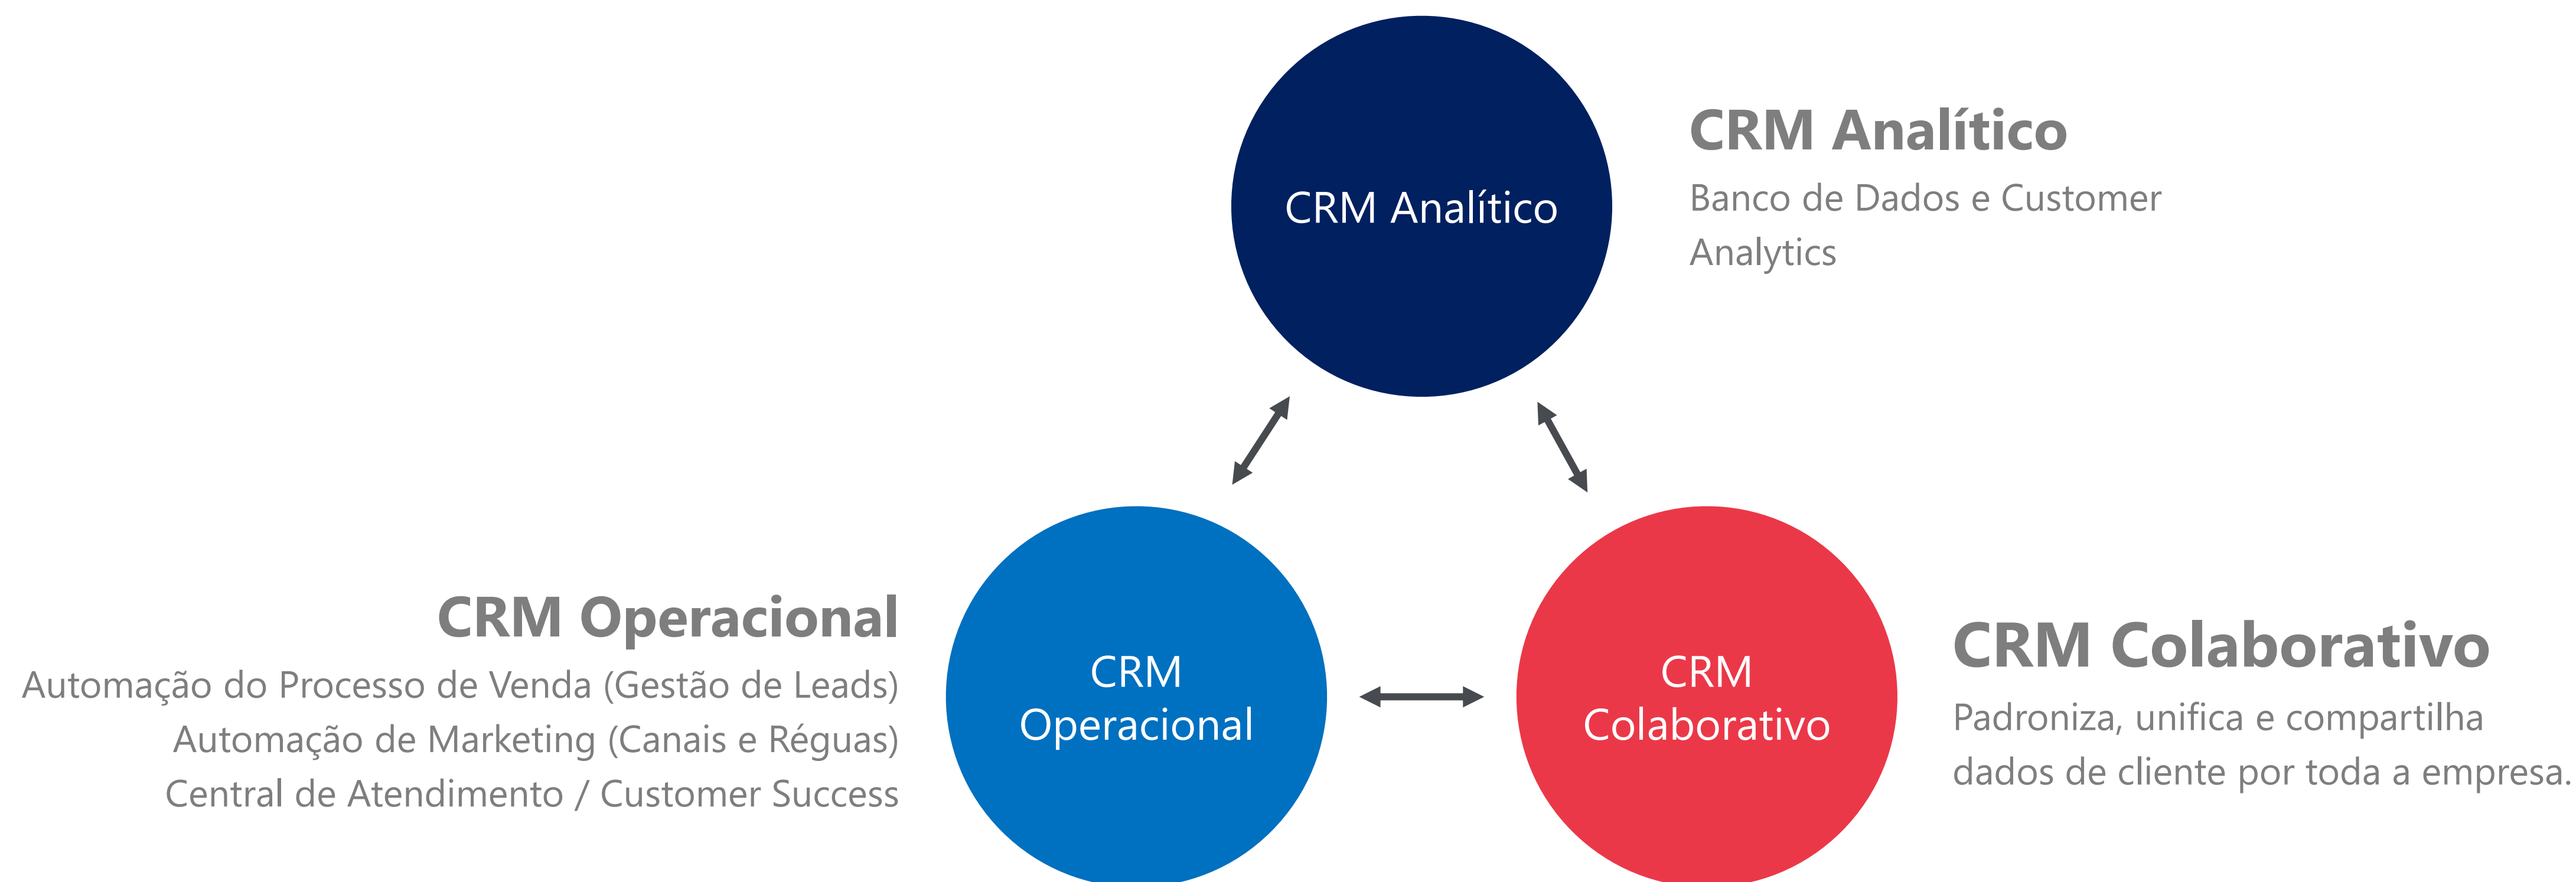 CRM Analítico
CRM Analítico
Banco de Dados e Customer
Analytics
CRM Operacional
Automação do Processo de Venda (Gestão de Leads)
Automação de Marketing (Canais e Réguas)
Central de Atendimento / Customer Success
CRM
Operacional
CRM
Colaborativo
CRM Colaborativo
Padroniza, unifica e compartilha
dados de cliente por toda a empresa.